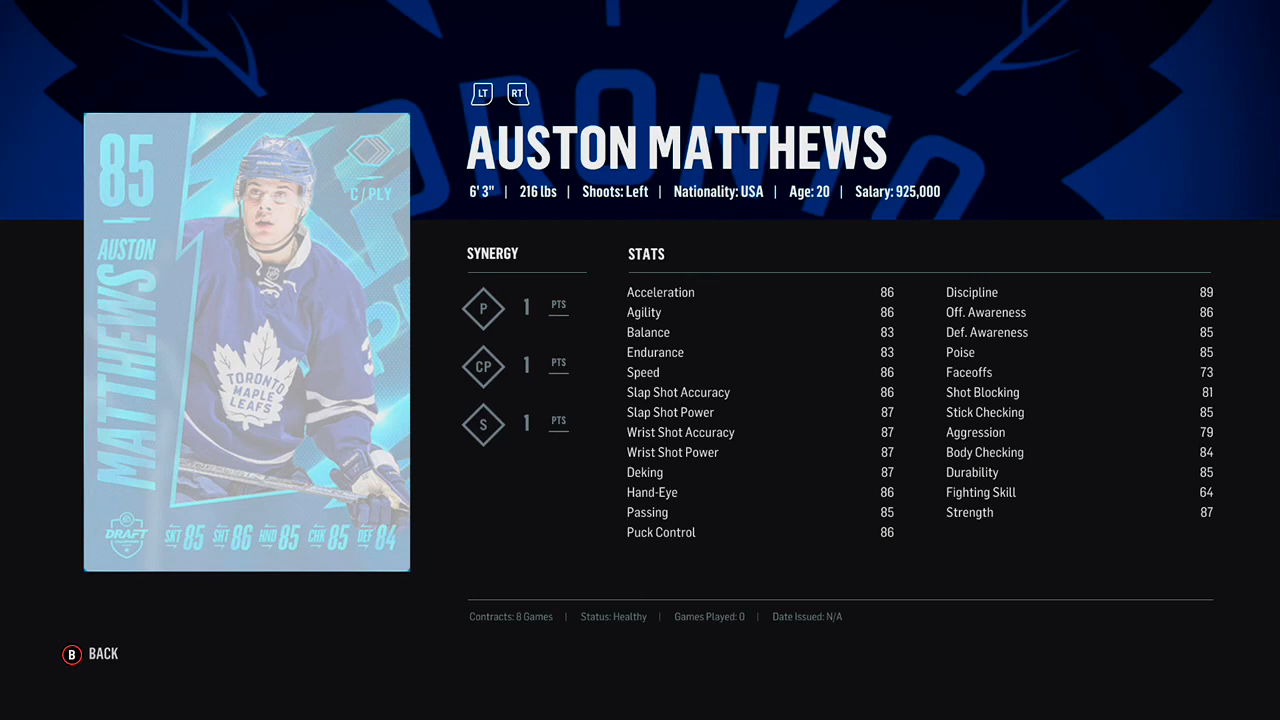 TORONTO
LT RT
AUSTON MATTHEWS
6' 3" | 216 lbs | Shoots: Left | Nationality: USA | Age: 20 | Salary: 925,000
85
C / PLY
AUSTON
MATTHEWS
TORONTO
MAPLE
LEAFS
DRAFT
SKT 85 SHT 86 HND 85 CHK 85 DEF 84
SYNERGY
P 1 PTS
CP 1 PTS
S 1 PTS
STATS
Acceleration 86
Agility 86
Balance 83
Endurance 83
Speed 86
Slap Shot Accuracy 86
Slap Shot Power 87
Wrist Shot Accuracy 87
Wrist Shot Power 87
Deking 87
Hand-Eye 86
Passing 85
Puck Control 86
Discipline 89
Off. Awareness 86
Def. Awareness 85
Poise 85
Faceoffs 73
Shot Blocking 81
Stick Checking 85
Aggression 79
Body Checking 84
Durability 85
Fighting Skill 64
Strength 87
Contracts: 8 Games | Status: Healthy | Games Played: 0 | Date Issued: N/A
B BACK